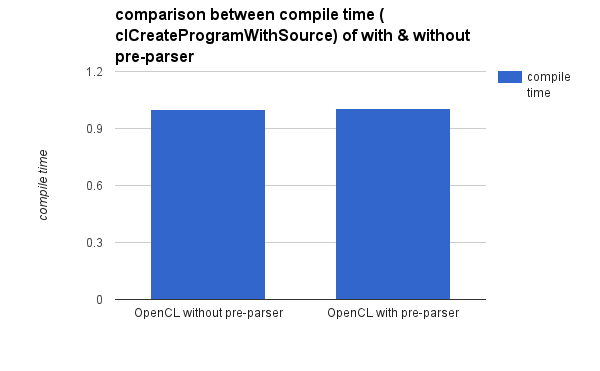 comparison between compile time (
clCreateProgramWithSource) of with & without
pre-parser
1.2
0.9
0.6
0.3
0
compile time
OpenCL without pre-parser
OpenCL with pre-parser
compile
time